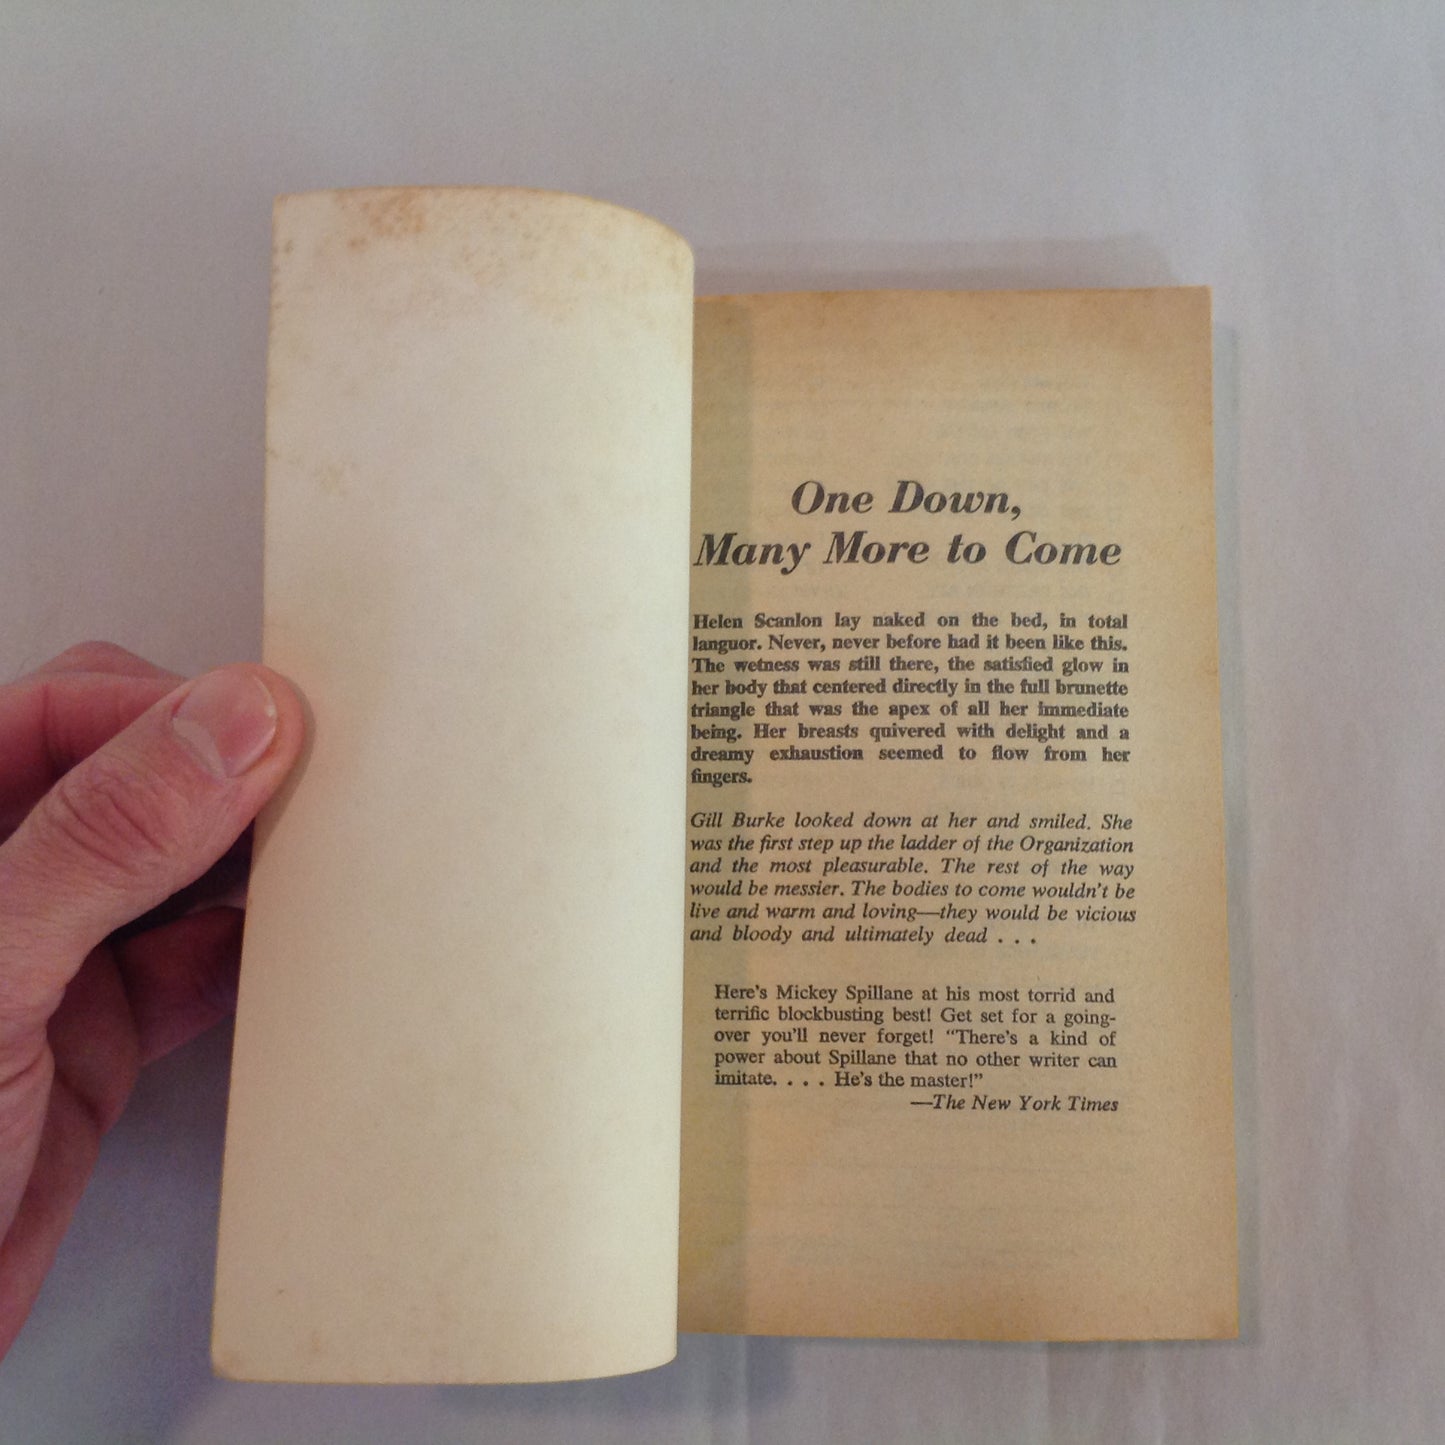 One Down,
Many More to Come
Helen Scanlon lay naked on the bed, in total
languor. Never, never before had it been like this.
The wetness was still there, the satisfied glow in
her body that centered directly in the full brunette
triangle that was the apex of all her immediate
being. Her breasts quivered with delight and a
dreamy exhaustion seemed to flow from her
fingers.
Gill Burke looked down at her and smiled. She
was the first step up the ladder of the Organization
and the most pleasurable. The rest of the way
would be messier. The bodies to come wouldn't be
live and warm and loving—they would be vicious
and bloody and ultimately dead . . .
Here's Mickey Spillane at his most torrid and
terrific blockbusting best! Get set for a going-
over you'll never forget! "There's a kind of
power about Spillane that no other writer can
imitate. . . . He's the master!"
—The New York Times